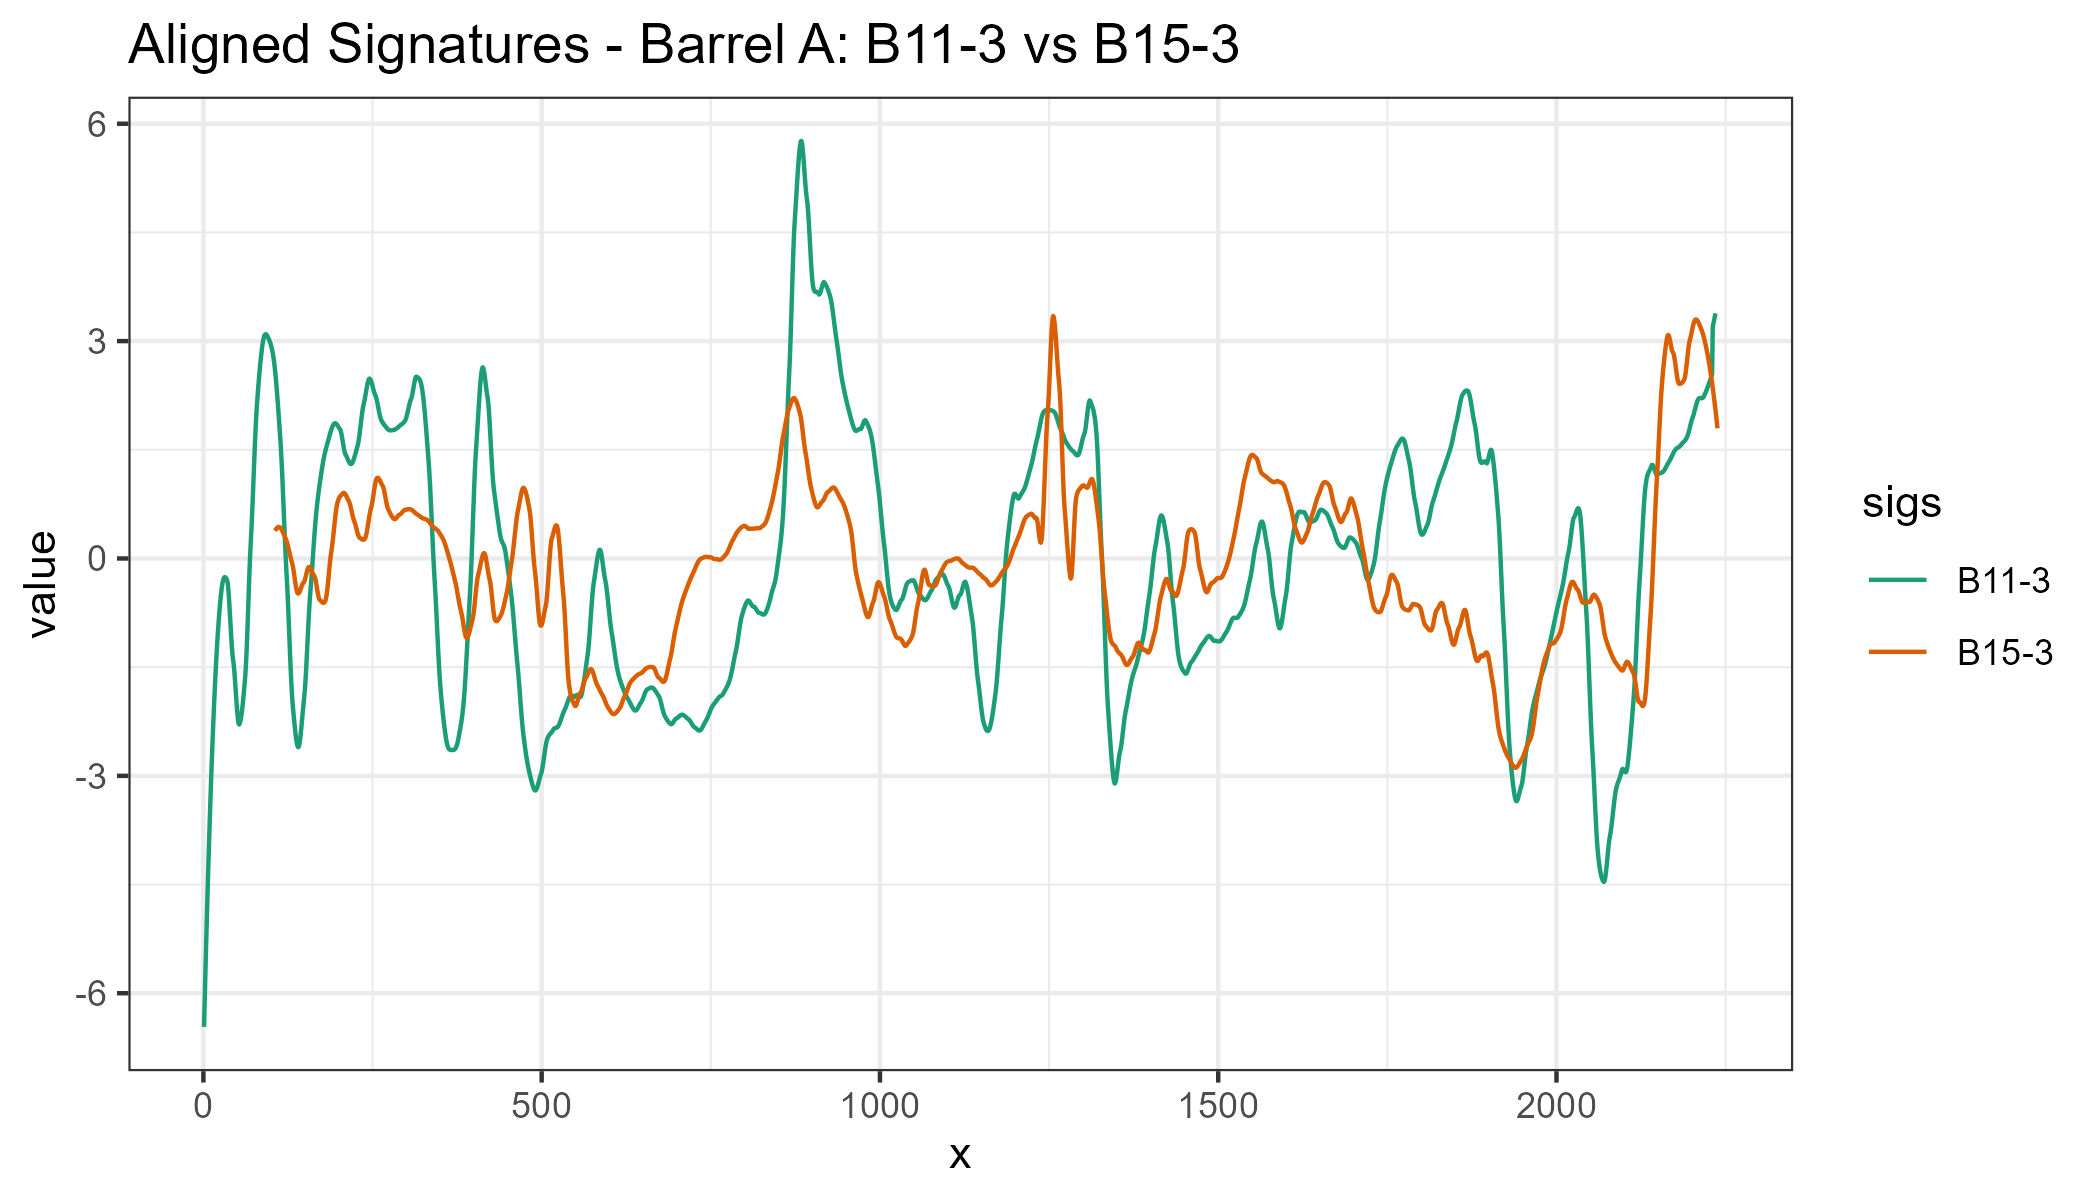 Aligned Signatures - Barrel A: B11-3 vs B15-3
6
3
0
-3
-6
value
0 500 1000 1500 2000
x
sigs
B11-3
B15-3